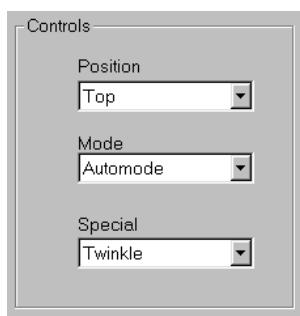 Controls
Position
Top
Mode
Automode
Special
Twinkle